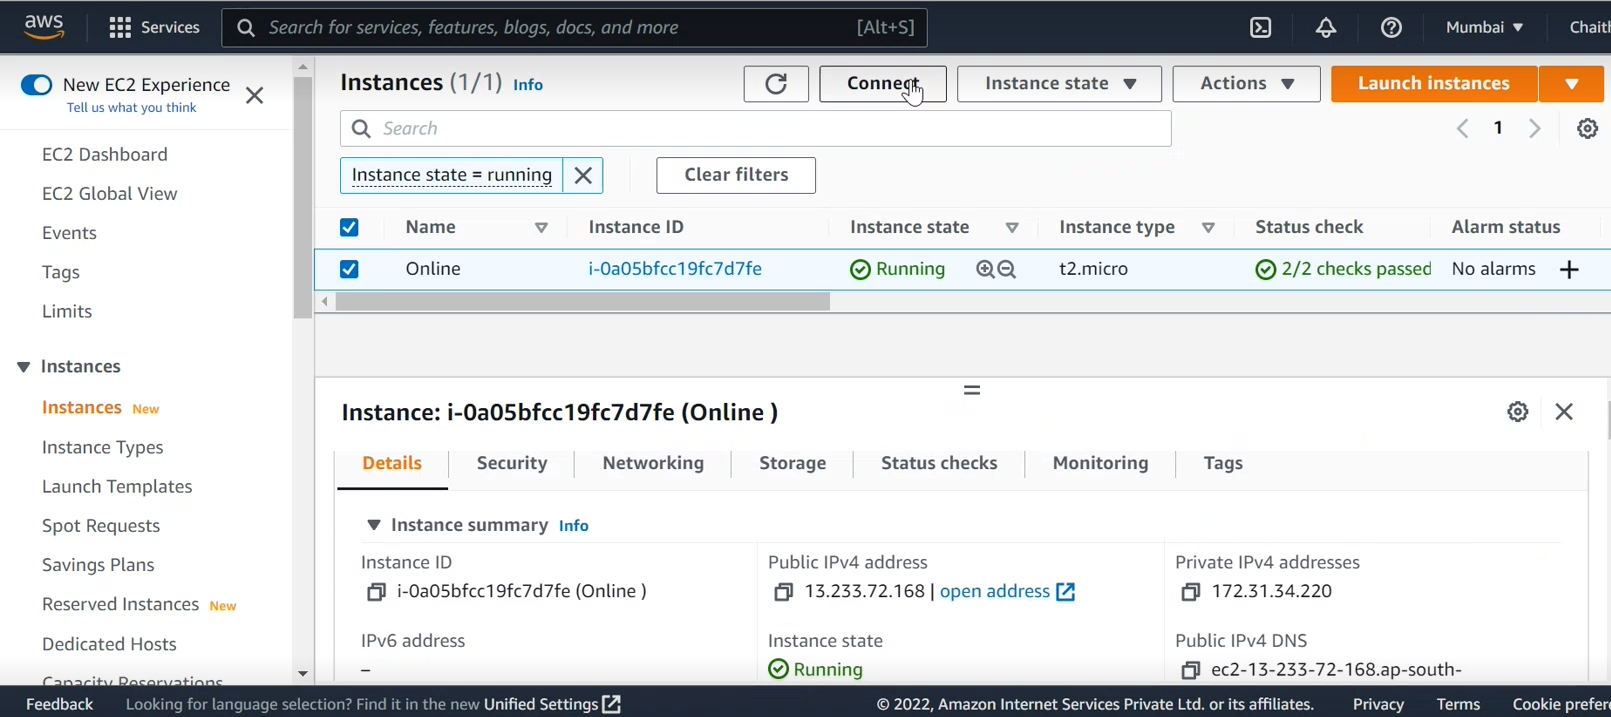 aws
Services
Search for services, features, blogs, docs, and more
[Alt+S]
Mumbai
New EC2 Experience
Tell us what you think
EC2 Dashboard
EC2 Global View
Events
Tags
Limits
Instances
Instances New
Instance Types
Launch Templates
Spot Requests
Savings Plans
Reserved Instances New
Dedicated Hosts
Capacity Reservations
Instances (1/1) Info
Connect
Instance state
Actions
Launch instances
Search
1
Instance state = running
Clear filters
Name Instance ID Instance state Instance type Status check Alarm status
Online i-0a05bfcc19fc7d7fe Running t2.micro 2/2 checks passed No alarms +
Instance: i-0a05bfcc19fc7d7fe (Online )
Details Security Networking Storage Status checks Monitoring Tags
Instance summary Info
Instance ID
i-0a05bfcc19fc7d7fe (Online )
Public IPv4 address
13.233.72.168 | open address
Private IPv4 addresses
172.31.34.220
IPv6 address
–
Instance state
Running
Public IPv4 DNS
ec2-13-233-72-168.ap-south-
Feedback
Looking for language selection? Find it in the new Unified Settings
© 2022, Amazon Internet Services Private Ltd. or its affiliates.
Privacy
Terms
Cookie